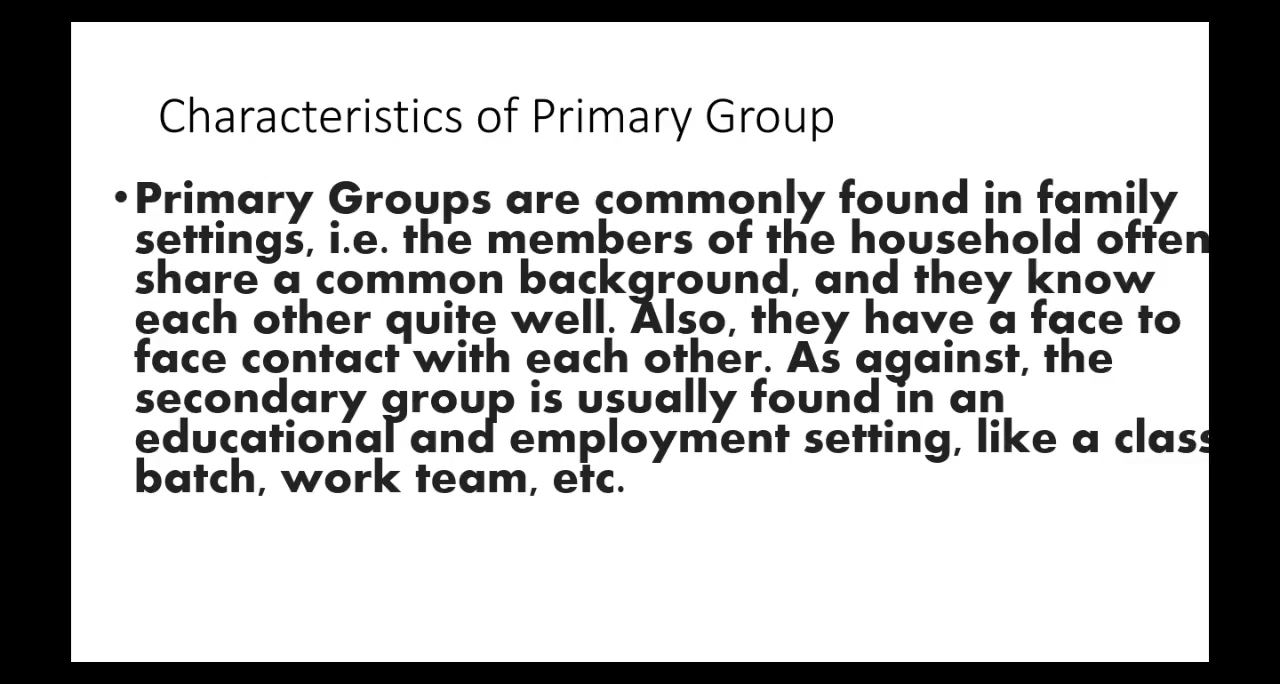 Characteristics of Primary Group
•Primary Groups are commonly found in family
settings, i.e. the members of the household often
share a common background, and they know
each other quite well. Also, they have a face to
face contact with each other. As against, the
secondary group is usually found in an
educational and employment setting, like a class
batch, work team, etc.